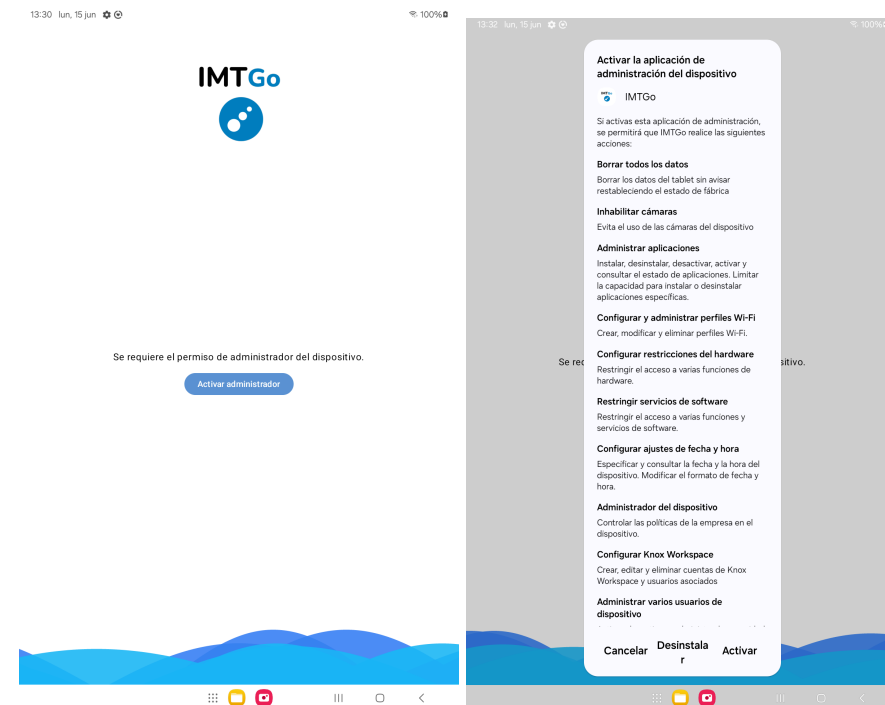 13:30 lun, 15 jun
100%
IMTGo
Se requiere el permiso de administrador del dispositivo.
Activar administrador
13:32 lun, 15 jun
100%
Activar la aplicación de
administración del dispositivo
IMTGo
Si activas esta aplicación de administración,
se permitirá que IMTGo realice las siguientes
acciones:
Borrar todos los datos
Borrar los datos del tablet sin avisar
restableciendo el estado de fábrica
Inhabilitar cámaras
Evita el uso de las cámaras del dispositivo
Administrar aplicaciones
Instalar, desinstalar, desactivar, activar y
consultar el estado de aplicaciones. Limitar
la capacidad para instalar o desinstalar
aplicaciones específicas.
Configurar y administrar perfiles Wi-Fi
Crear, modificar y eliminar perfiles Wi-Fi.
Configurar restricciones del hardware
Restringir el acceso a varias funciones de
hardware.
Restringir servicios de software
Restringir el acceso a varias funciones y
servicios de software.
Configurar ajustes de fecha y hora
Especificar y consultar la fecha y la hora del
dispositivo. Modificar el formato de fecha y
hora.
Administrador del dispositivo
Controlar las políticas de la empresa en el
dispositivo.
Configurar Knox Workspace
Crear, editar y eliminar cuentas de Knox
Workspace y usuarios asociados
Administrar varios usuarios de
dispositivo
Se req
sitivo.
Cancelar Desinstala
r Activar